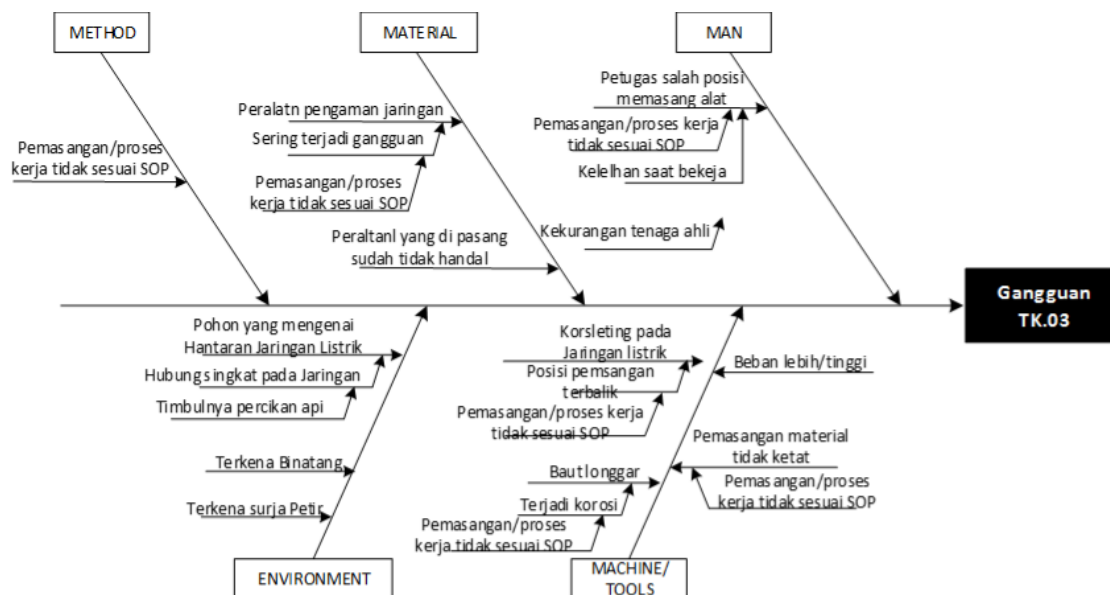 METHOD
MATERIAL
MAN
Petugas salah posisi
memasang alat
Peralatn pengaman jaringan
Pemasangan/proses kerja
tidak sesuai SOP
Sering terjadi gangguan
Pemasangan/proses
kerja tidak sesuai SOP
Kelelhan saat bekeja
Pemasangan/proses
kerja tidak sesuai SOP
Kekurangan tenaga ahli
Peraltanl yang di pasang
sudah tidak handal
Gangguan
TK.03
Pohon yang mengenai
Hantaran Jaringan Listrik
Hubung singkat pada Jaringan
Timbulnya percikan api
Terkena Binatang
Terkena surja Petir
Korsleting pada
Jaringan listrik
Posisi pemsangan
terbalik
Pemasangan/proses kerja
tidak sesuai SOP
Beban lebih/tinggi
Pemasangan material
tidak ketat
Pemasangan/proses
kerja tidak sesuai SOP
Baut longgar
Terjadi korosi
Pemasangan/proses
kerja tidak sesuai SOP
ENVIRONMENT
MACHINE/
TOOLS